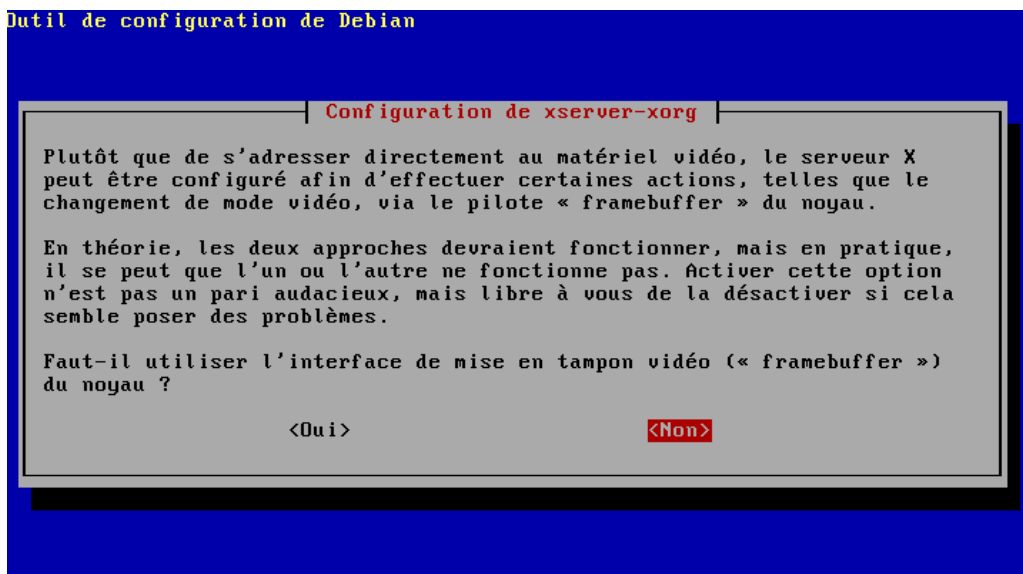 Outil de configuration de Debian
Configuration de xserver-xorg
Plutôt que de s'adresser directement au matériel vidéo, le serveur X
peut être configuré afin d'effectuer certaines actions, telles que le
changement de mode vidéo, via le pilote « framebuffer » du noyau.
En théorie, les deux approches devraient fonctionner, mais en pratique,
il se peut que l'un ou l'autre ne fonctionne pas. Activer cette option
n'est pas un pari audacieux, mais libre à vous de la désactiver si cela
semble poser des problèmes.
Faut-il utiliser l'interface de mise en tampon vidéo (« framebuffer »)
du noyau ?
<Oui> <Non>